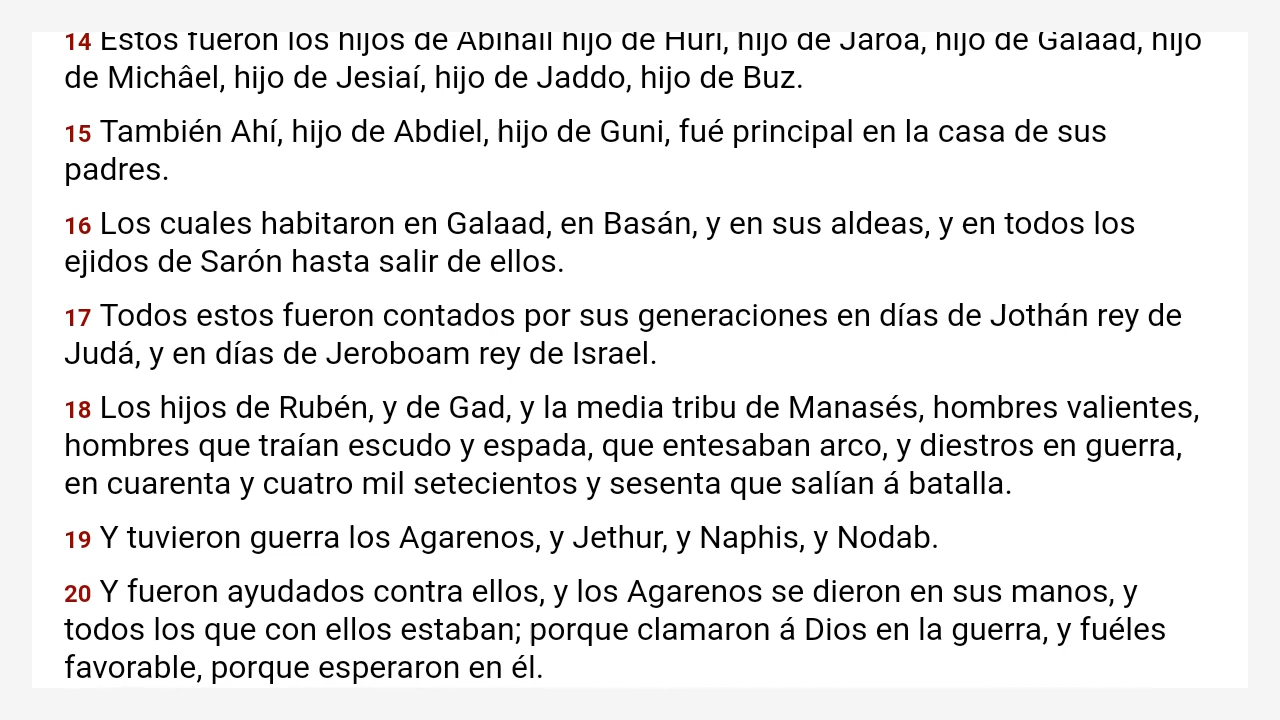 14 Estos fueron los hijos de Abihail hijo de Huri, hijo de Jaroa, hijo de Galaad, hijo
de Michâel, hijo de Jesiaí, hijo de Jaddo, hijo de Buz.
15 También Ahí, hijo de Abdiel, hijo de Guni, fué principal en la casa de sus
padres.
16 Los cuales habitaron en Galaad, en Basán, y en sus aldeas, y en todos los
ejidos de Sarón hasta salir de ellos.
17 Todos estos fueron contados por sus generaciones en días de Jothán rey de
Judá, y en días de Jeroboam rey de Israel.
18 Los hijos de Rubén, y de Gad, y la media tribu de Manasés, hombres valientes,
hombres que traían escudo y espada, que entesaban arco, y diestros en guerra,
en cuarenta y cuatro mil setecientos y sesenta que salían á batalla.
19 Y tuvieron guerra los Agarenos, y Jethur, y Naphis, y Nodab.
20 Y fueron ayudados contra ellos, y los Agarenos se dieron en sus manos, y
todos los que con ellos estaban; porque clamaron á Dios en la guerra, y fuéles
favorable, porque esperaron en él.